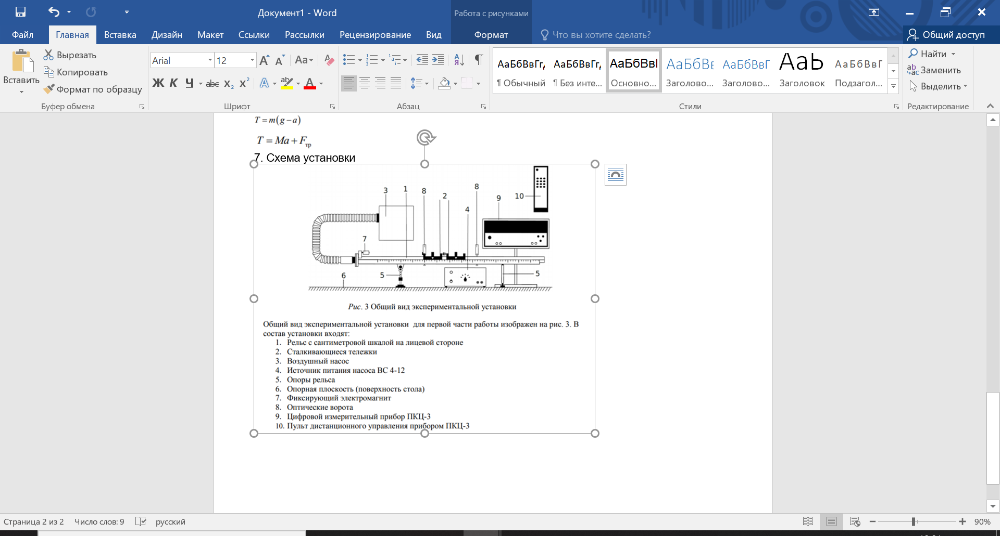 Документ1 - Word
Работа с рисунками
Файл
Главная
Вставка
Дизайн
Макет
Ссылки
Рассылки
Рецензирование
Вид
Формат
Что вы хотите сделать?
Общий доступ
Вставить
Вырезать
Копировать
Формат по образцу
Буфер обмена
Arial
12
Ж К Ч abc x₂ x²
Шрифт
Абзац
АаБбВвГг,
¶ Обычный
АаБбВвГг,
¶ Без инте...
АаБбВвІ
Основно...
АаБбВв
Заголово...
АаБбВвГ
Заголово...
АаЬ
Заголовок
АаБбВвГ
Подзагол...
Стили
Найти
Заменить
Выделить
Редактирование
T = m(g − a)
T = Ma + Fтр
7. Схема установки
3 1 8 2 4 8 9 10
7
6 5 5
Рис. 3 Общий вид экспериментальной установки
Общий вид экспериментальной установки для первой части работы изображен на рис. 3. В
состав установки входят:
1. Рельс с сантиметровой шкалой на лицевой стороне
2. Сталкивающиеся тележки
3. Воздушный насос
4. Источник питания насоса ВС 4-12
5. Опоры рельса
6. Опорная плоскость (поверхность стола)
7. Фиксирующий электромагнит
8. Оптические ворота
9. Цифровой измерительный прибор ПКЦ-3
10. Пульт дистанционного управления прибором ПКЦ-3
Страница 2 из 2
Число слов: 9
русский
90%